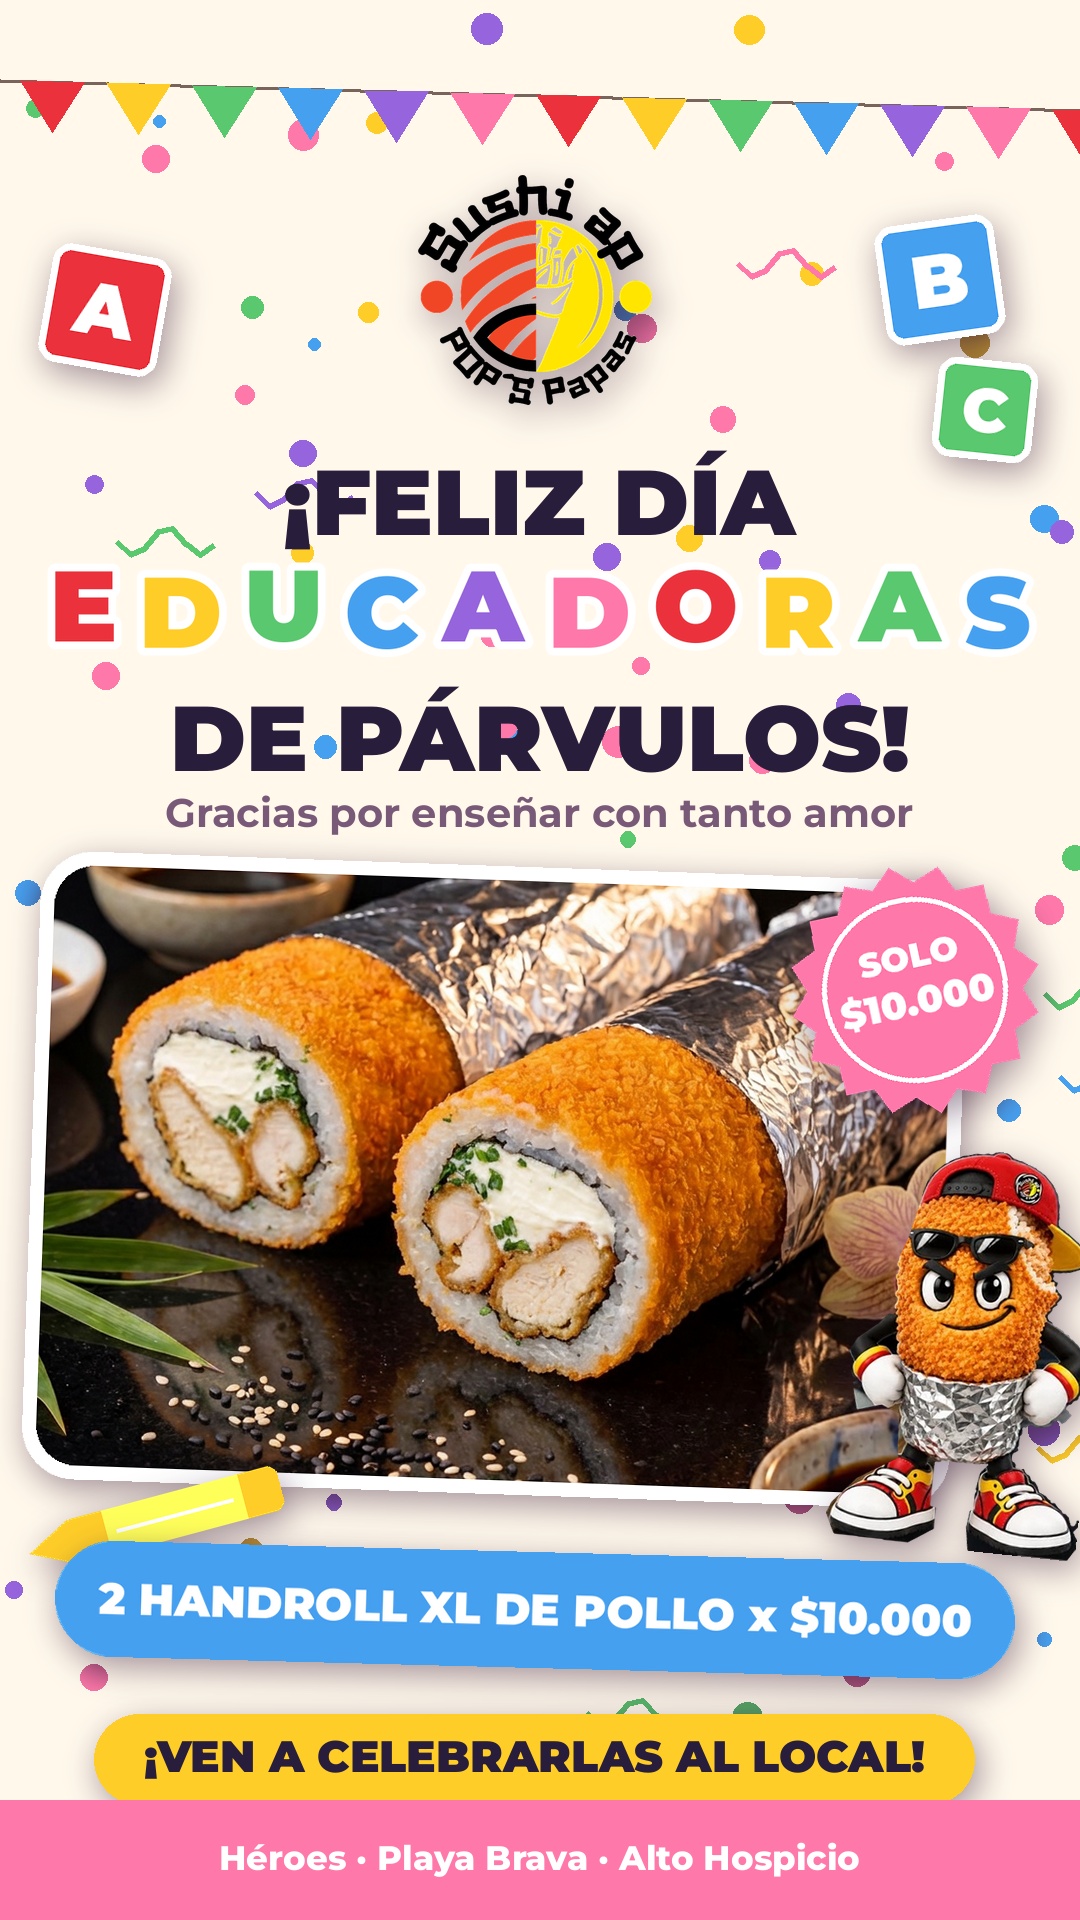 Sushi ap
POP'S Papas
A
B
C
¡FELIZ DÍA
EDUCADORAS
DE PÁRVULOS!
Gracias por enseñar con tanto amor
SOLO
$10.000
2 HANDROLL XL DE POLLO x $10.000
¡VEN A CELEBRARLAS AL LOCAL!
Héroes • Playa Brava • Alto Hospicio